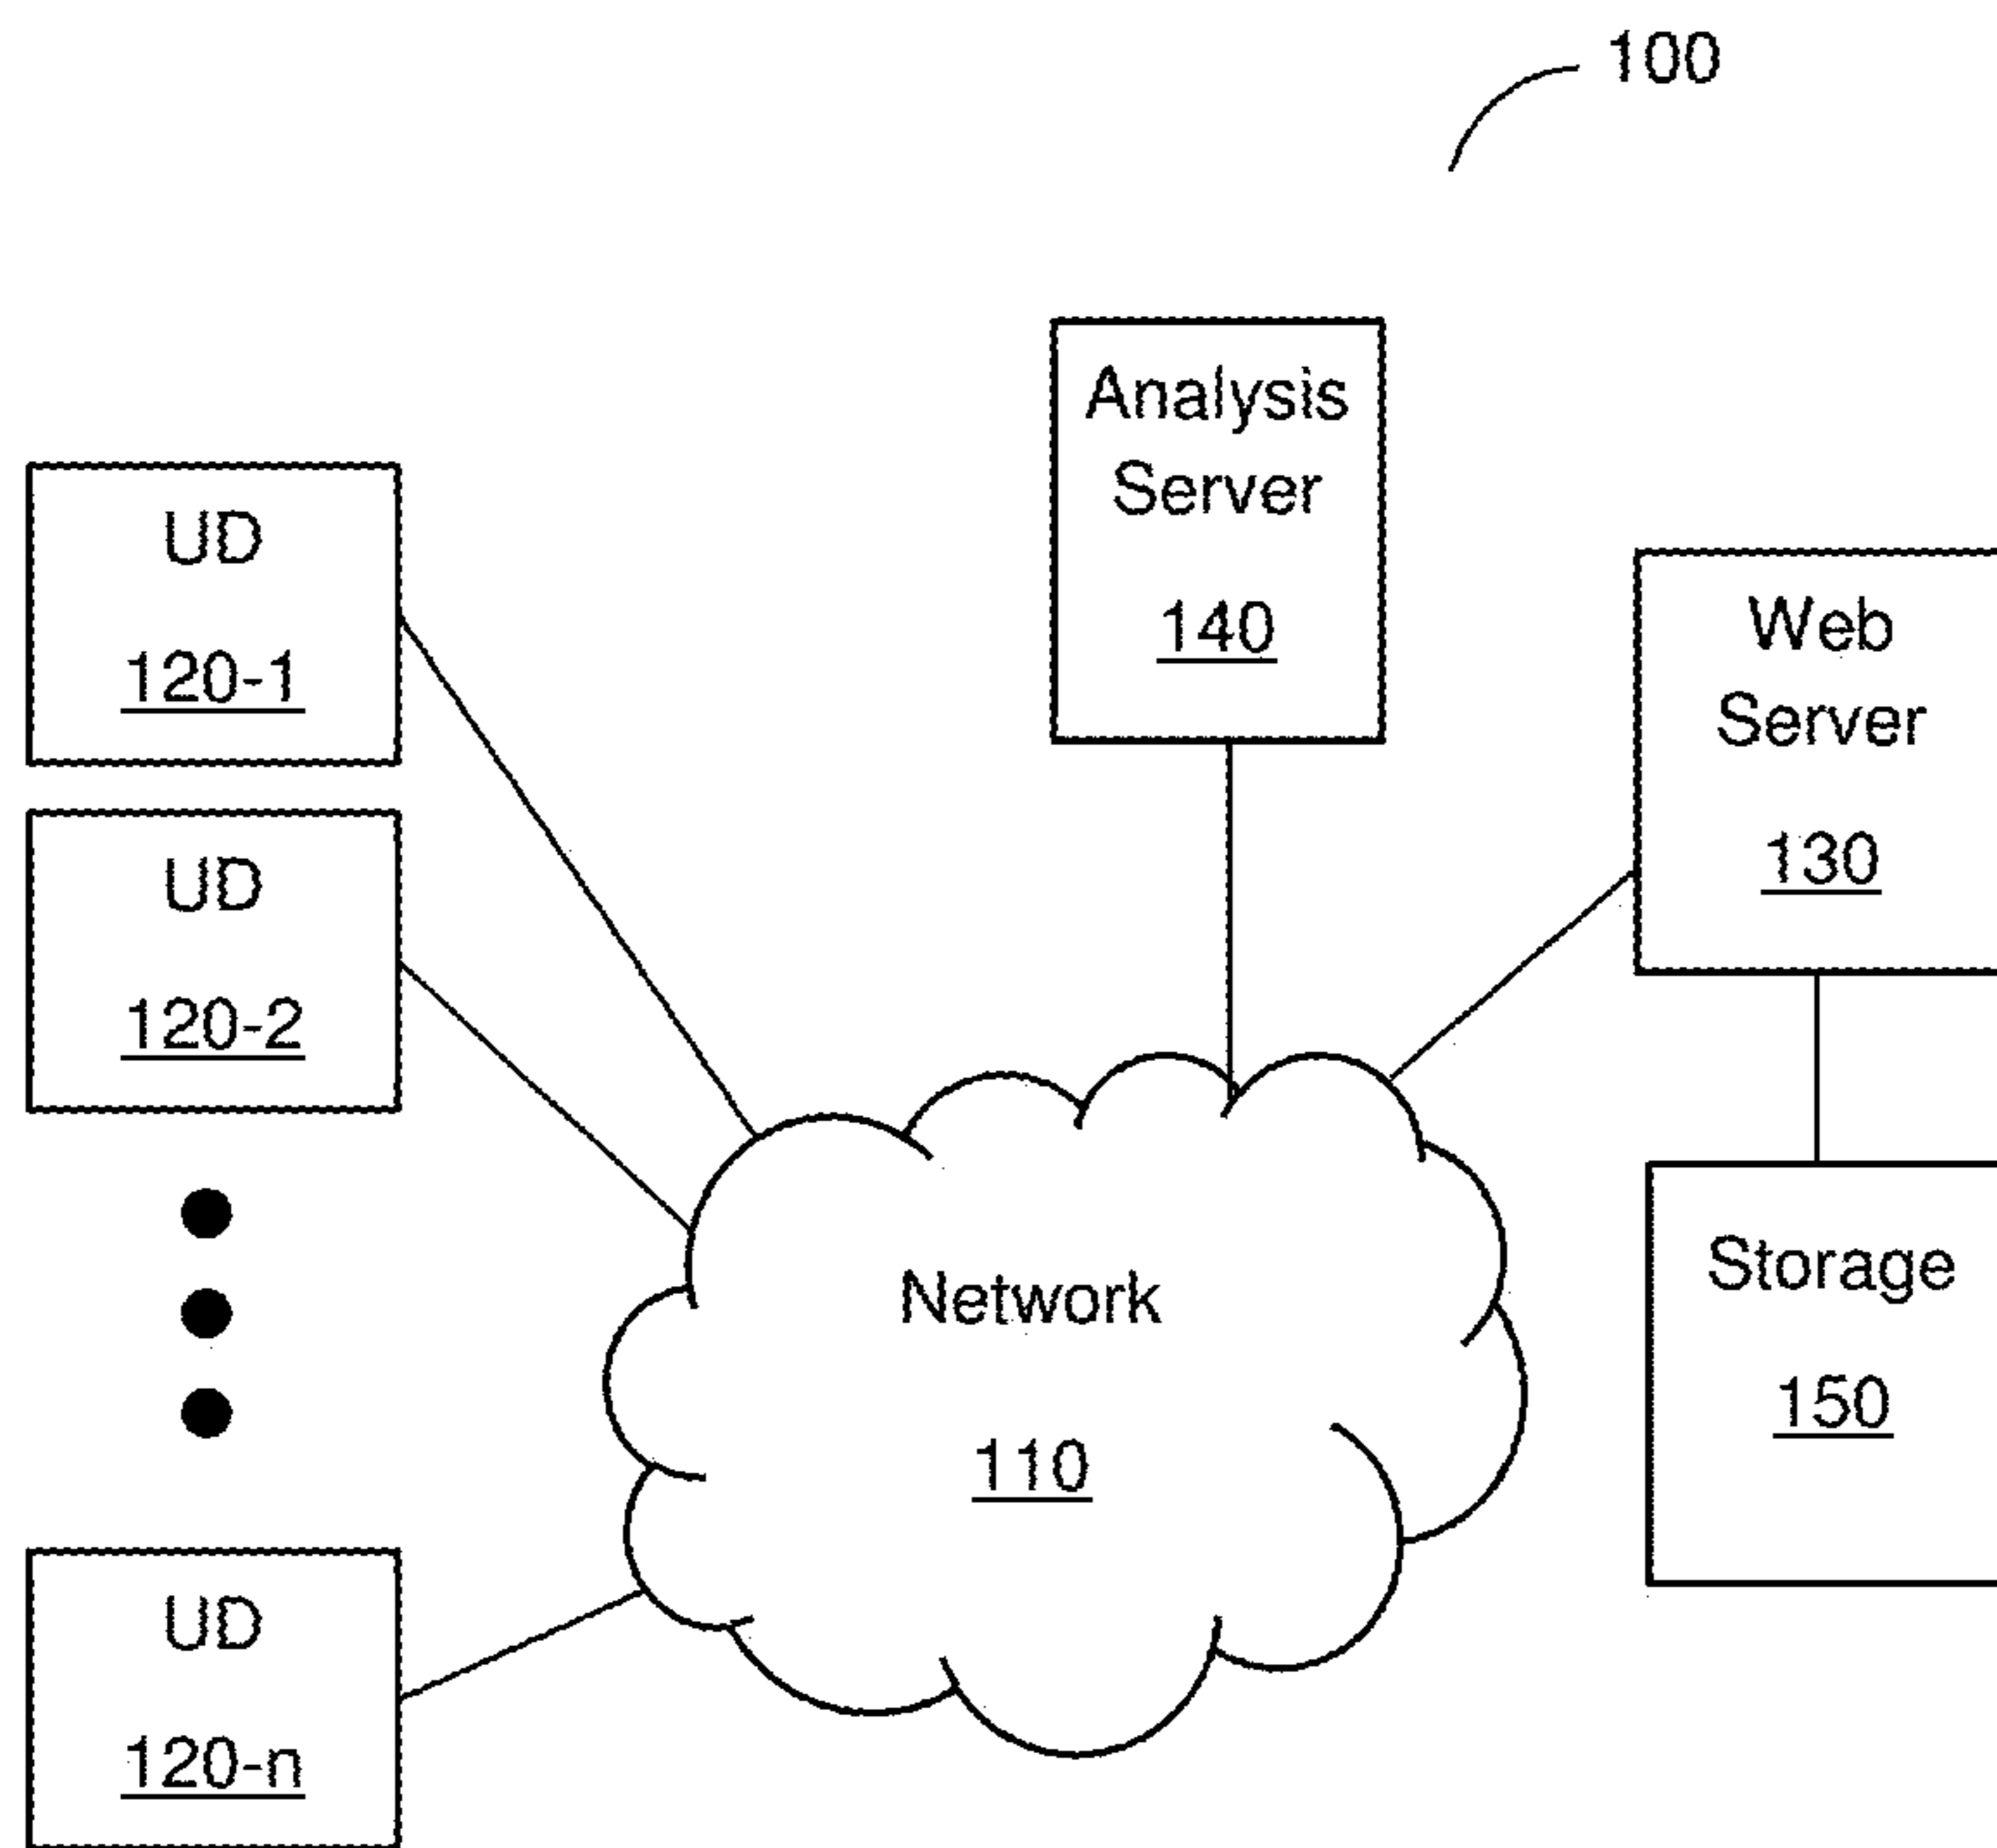 100
Analysis
Server
140
UD
120-1
Web
Server
130
UD
120-2
Storage
150
Network
110
UD
120-n